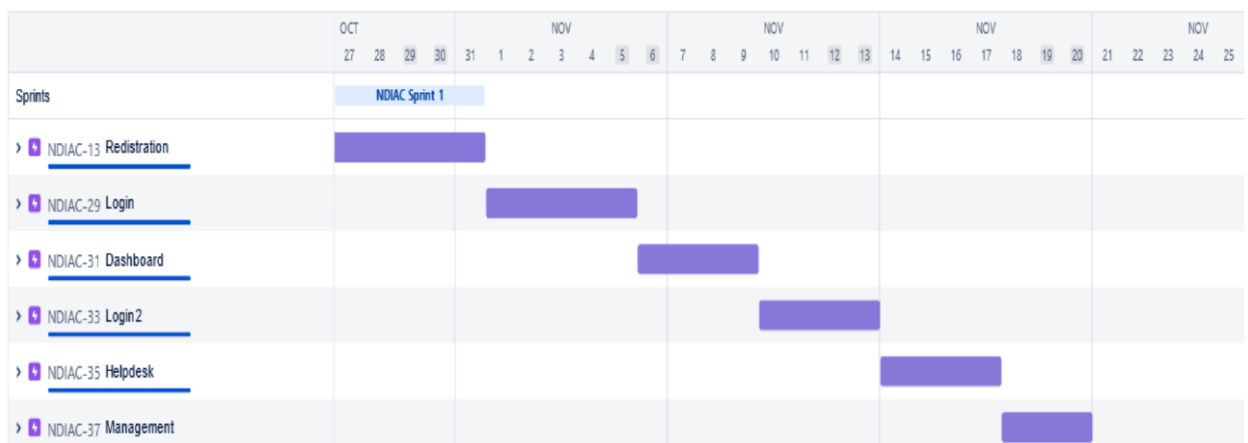 OCT NOV NOV NOV NOV
27 28 29 30 31 1 2 3 4 5 6 7 8 9 10 11 12 13 14 15 16 17 18 19 20 21 22 23 24 25
Sprints NDIAC Sprint 1
NDIAC-13 Redistration
NDIAC-29 Login
NDIAC-31 Dashboard
NDIAC-33 Login2
NDIAC-35 Helpdesk
NDIAC-37 Management